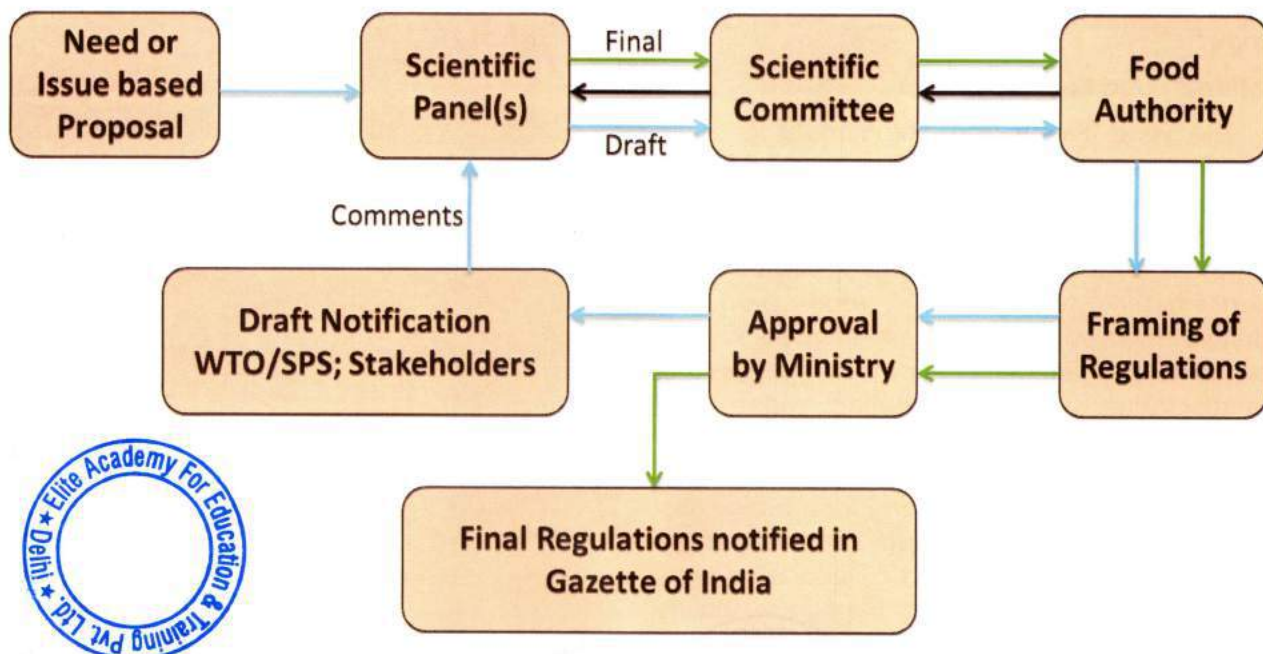 Need or
Issue based
Proposal
Scientific
Panel(s)
Final
Draft
Scientific
Committee
Food
Authority
Comments
Draft Notification
WTO/SPS; Stakeholders
Approval
by Ministry
Framing of
Regulations
Final Regulations notified in
Gazette of India
Elite Academy For Education & Training Pvt. Ltd. ★ Delhi ★